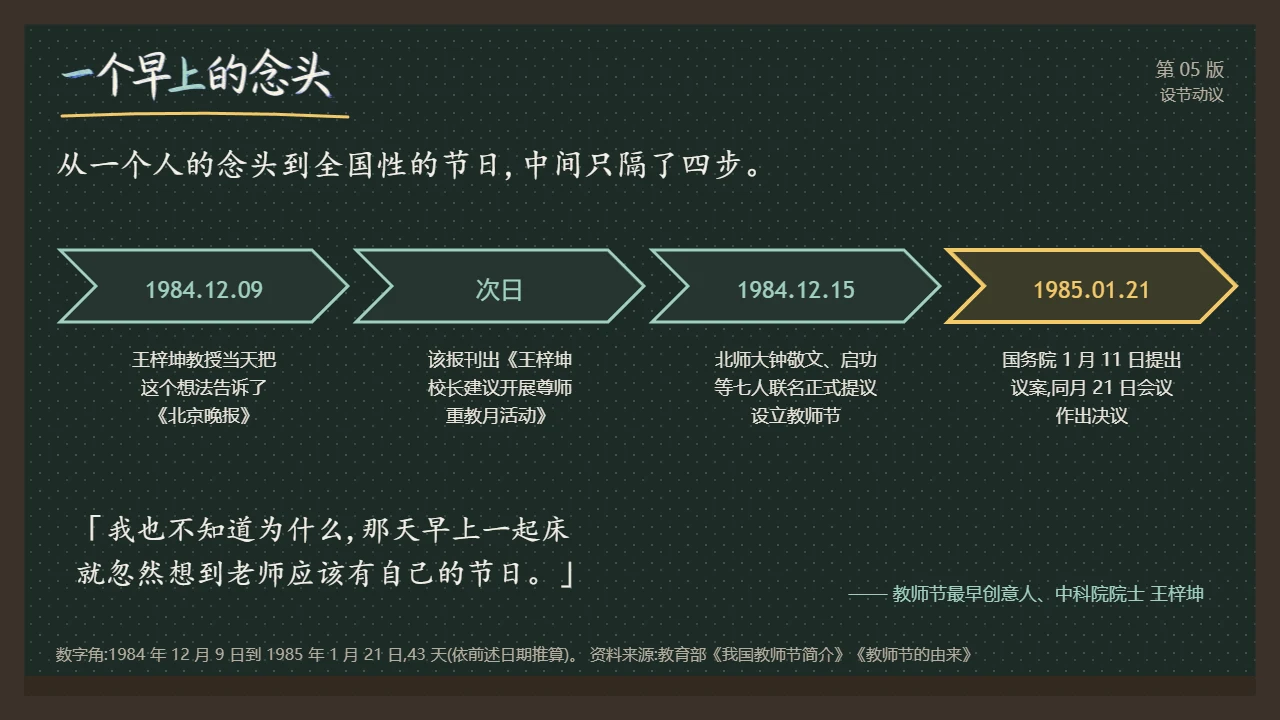 一个早上的念头
第 05 版
设节动议
从一个人的念头到全国性的节日,中间只隔了四步。
1984.12.09
次日
1984.12.15
1985.01.21
王梓坤教授当天把
这个想法告诉了
《北京晚报》
该报刊出《王梓坤
校长建议开展尊师
重教月活动》
北师大钟敬文、启功
等七人联名正式提议
设立教师节
国务院 1 月 11 日提出
议案,同月 21 日会议
作出决议
「我也不知道为什么,那天早上一起床
就忽然想到老师应该有自己的节日。」
—— 教师节最早创意人、中科院院士 王梓坤
数字角:1984 年 12 月 9 日到 1985 年 1 月 21 日,43 天(依前述日期推算)。 资料来源:教育部《我国教师节简介》《教师节的由来》